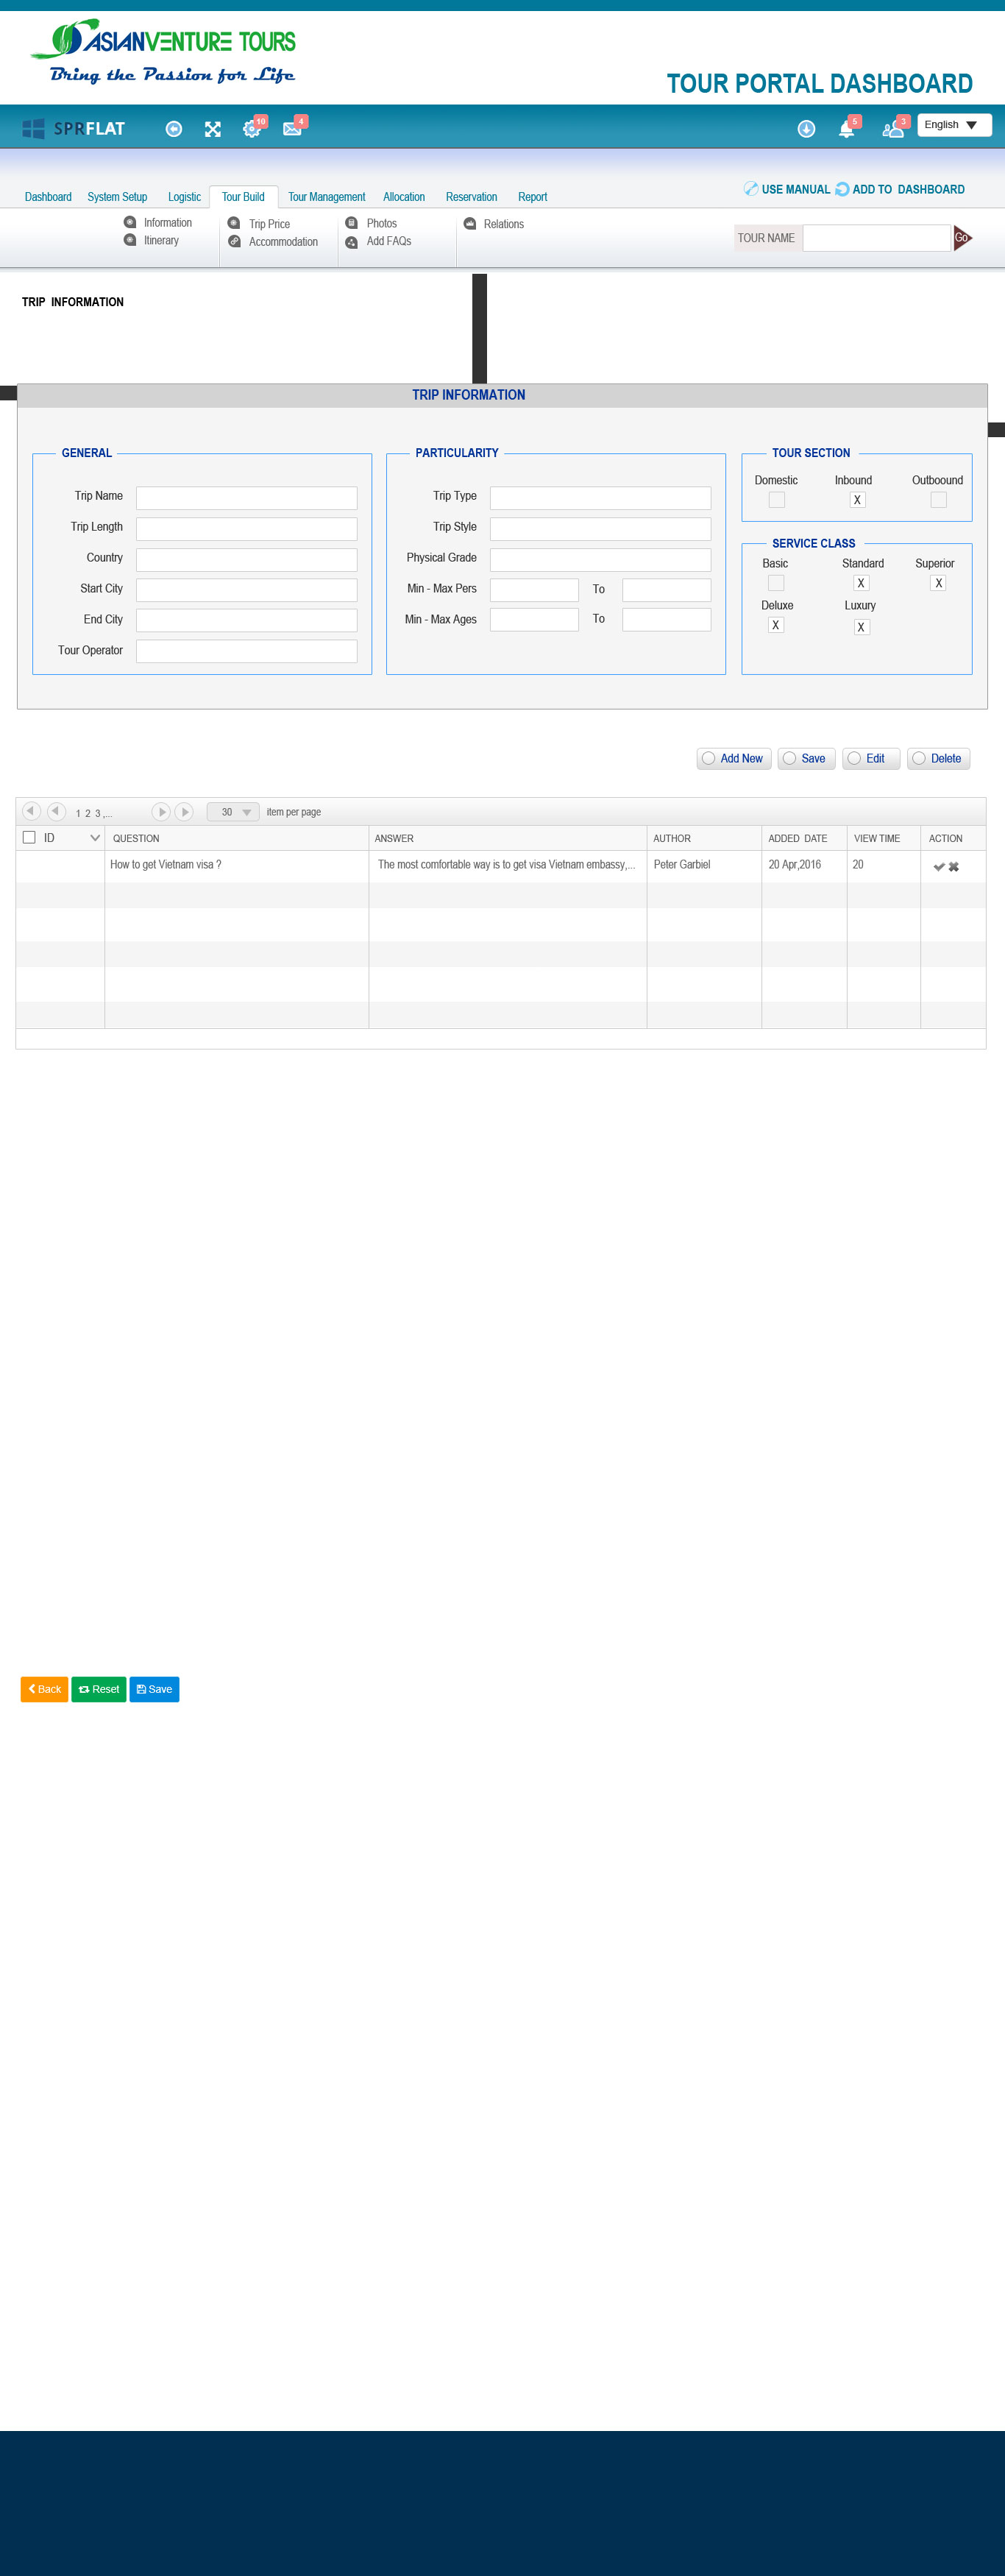 ASIANVENTURE TOURS
Bring the Passion for Life
TOUR PORTAL DASHBOARD
SPRFLAT
10
4
5
3
English
Dashboard System Setup Logistic Tour Build Tour Management Allocation Reservation Report
USE MANUAL ADD TO DASHBOARD
Information Trip Price Photos Relations
Itinerary Accommodation Add FAQs
TOUR NAME Go
TRIP INFORMATION
TRIP INFORMATION
GENERAL
Trip Name
Trip Length
Country
Start City
End City
Tour Operator
PARTICULARITY
Trip Type
Trip Style
Physical Grade
Min - Max Pers To
Min - Max Ages To
TOUR SECTION
Domestic Inbound Outboound
X
SERVICE CLASS
Basic Standard Superior
X X
Deluxe Luxury
X X
Add New Save Edit Delete
1 2 3 ,... 30 item per page
ID QUESTION ANSWER AUTHOR ADDED DATE VIEW TIME ACTION
How to get Vietnam visa ? The most comfortable way is to get visa Vietnam embassy,... Peter Garbiel 20 Apr,2016 20
Back Reset Save